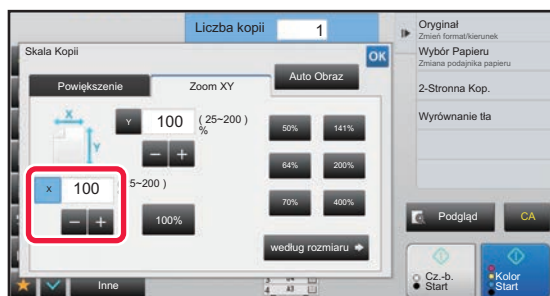 Liczba kopii 1
Skala Kopii
OK
Powiększenie
Zoom XY
Auto Obraz
X
Y
Y 100 ( 25~200 )
%
50% 141%
64% 200%
70% 400%
X 100 5~200 )
100%
według rozmiaru
Inne
A3
4
Oryginał
Zmień format/kierunek
Wybór Papieru
Zmiana podajnika papieru
2-Stronna Kop.
Wyrównanie tła
Podgląd
CA
Cz.-b.
Start
Kolor
Start